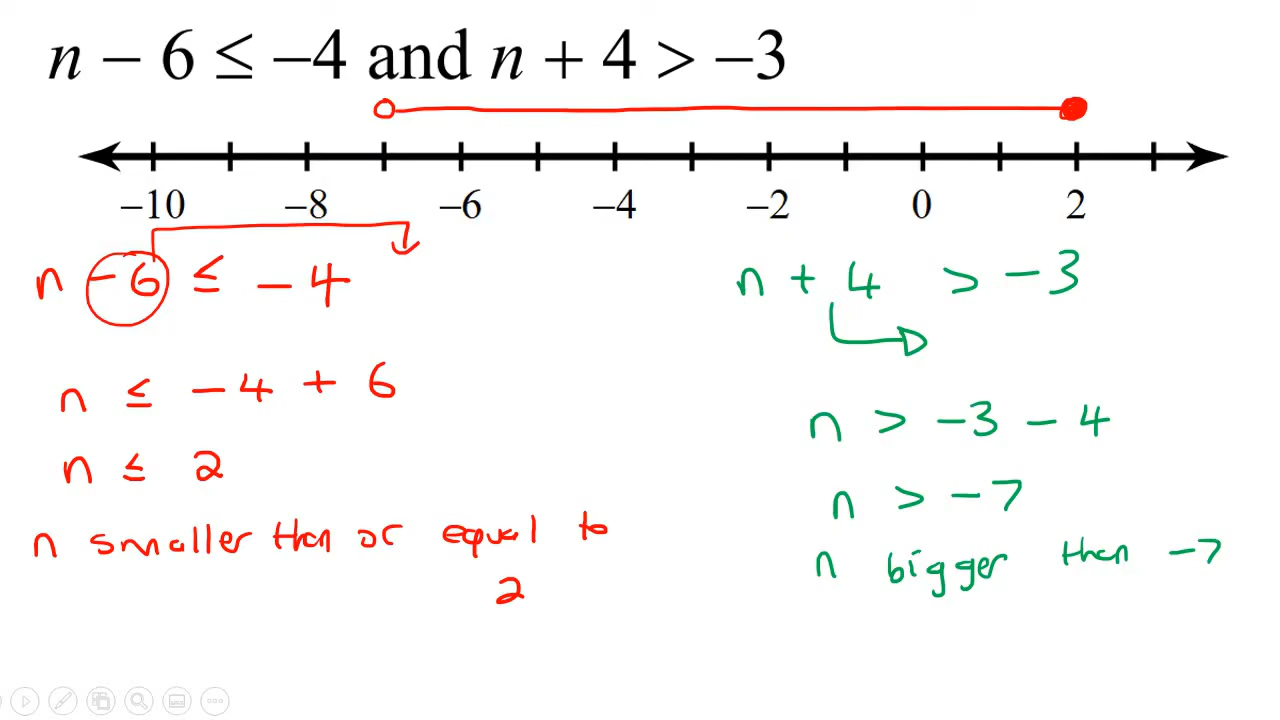 n − 6 ≤ −4 and n + 4 > −3
−10 −8 −6 −4 −2 0 2
n − 6 ≤ − 4
n ≤ − 4 + 6
n ≤ 2
n smaller than or equal to
2
n + 4 > − 3
n > −3 − 4
n > − 7
n bigger than −7